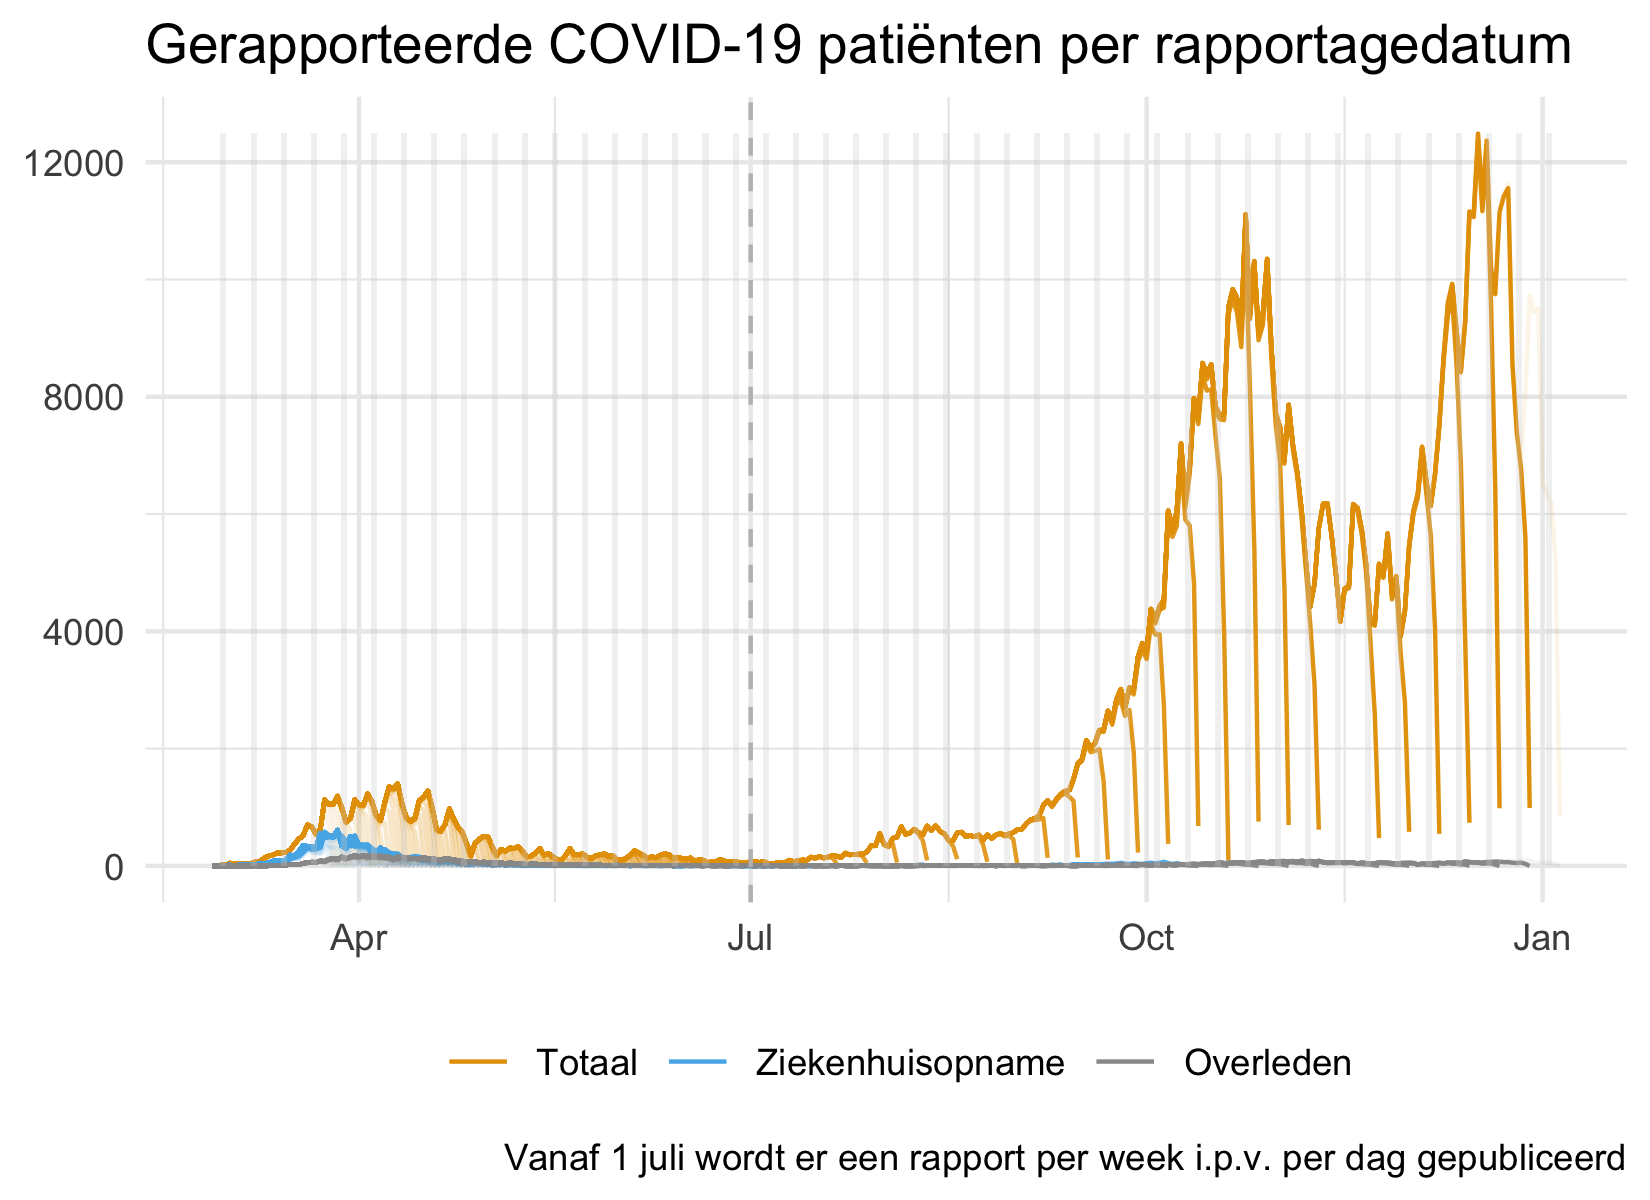 Gerapporteerde COVID-19 patiënten per rapportagedatum
12000
8000
4000
0
Apr
Jul
Oct
Jan
Totaal
Ziekenhuisopname
Overleden
Vanaf 1 juli wordt er een rapport per week i.p.v. per dag gepubliceerd